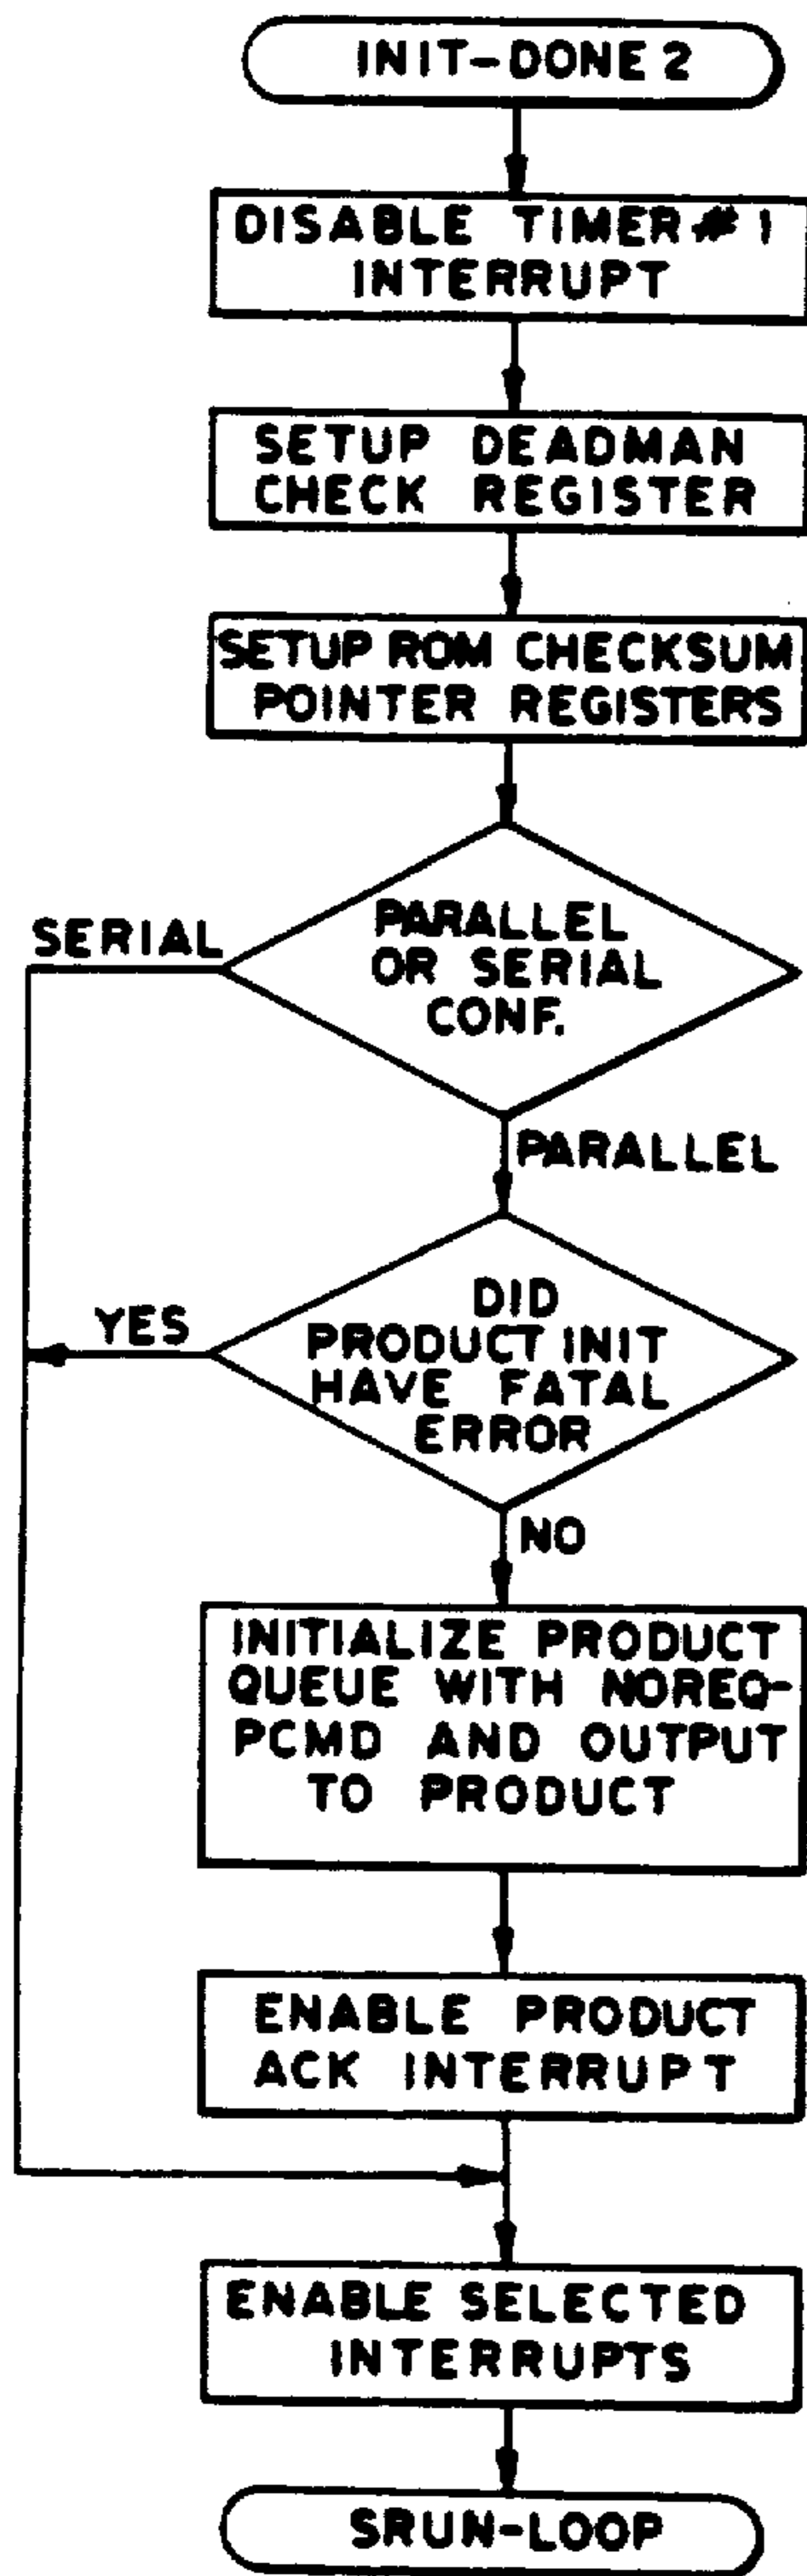 INIT-DONE 2
DISABLE TIMER # 1
INTERRUPT
SETUP DEADMAN
CHECK REGISTER
SETUP ROM CHECKSUM
POINTER REGISTERS
SERIAL
PARALLEL
OR SERIAL
CONF.
PARALLEL
YES
DID
PRODUCT INIT
HAVE FATAL
ERROR
NO
INITIALIZE PRODUCT
QUEUE WITH NOREQ-
PCMD AND OUTPUT
TO PRODUCT
ENABLE PRODUCT
ACK INTERRUPT
ENABLE SELECTED
INTERRUPTS
SRUN-LOOP